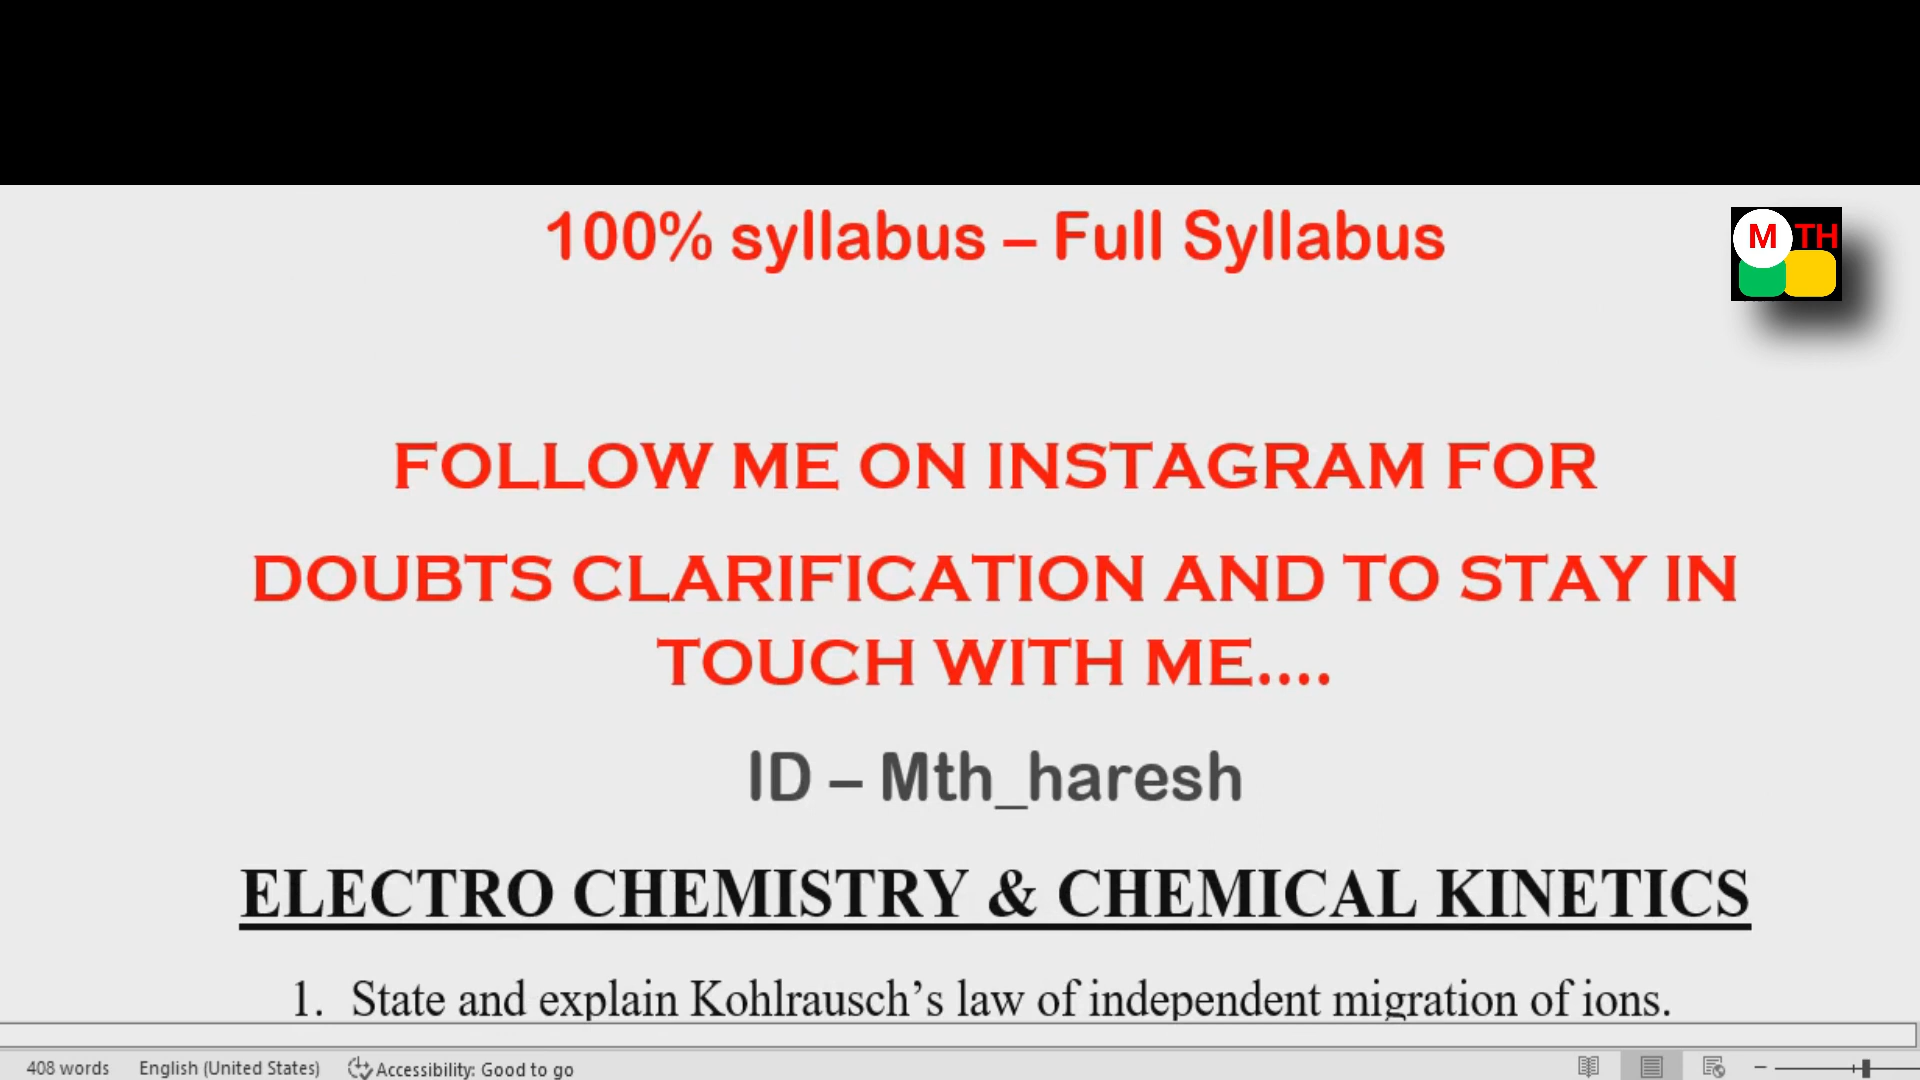 100% syllabus – Full Syllabus
M TH
FOLLOW ME ON INSTAGRAM FOR
DOUBTS CLARIFICATION AND TO STAY IN
TOUCH WITH ME....
ID – Mth_haresh
ELECTRO CHEMISTRY & CHEMICAL KINETICS
1. State and explain Kohlrausch’s law of independent migration of ions.
408 words English (United States) Accessibility: Good to go